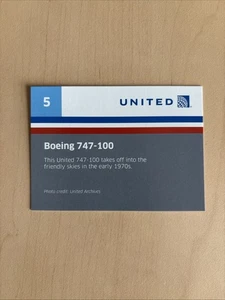 5
UNITED
Boeing 747-100
This United 747-100 takes off into the
friendly skies in the early 1970s.
Photo credit: United Archives